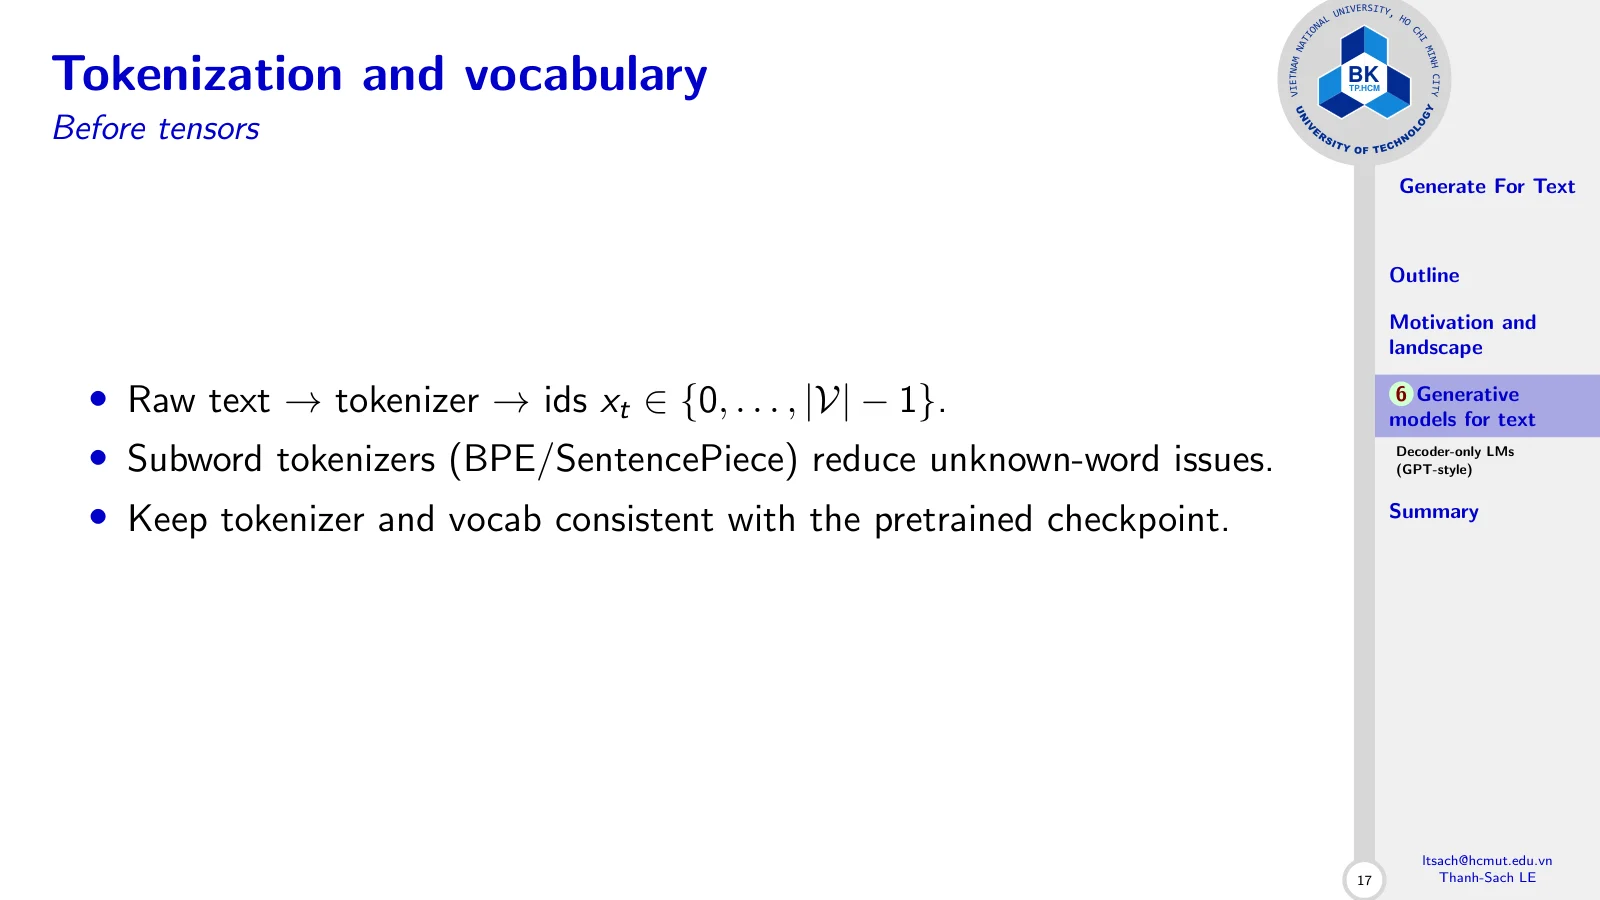 Tokenization and vocabulary
Before tensors
• Raw text → tokenizer → ids xₜ ∈ {0, . . . , |𝒱| − 1}.
• Subword tokenizers (BPE/SentencePiece) reduce unknown-word issues.
• Keep tokenizer and vocab consistent with the pretrained checkpoint.
VIETNAM NATIONAL UNIVERSITY, HO CHI MINH CITY
BK
TP.HCM
UNIVERSITY OF TECHNOLOGY
Generate For Text
Outline
Motivation and
landscape
6 Generative
models for text
Decoder-only LMs
(GPT-style)
Summary
ltsach@hcmut.edu.vn
Thanh-Sach LE
17